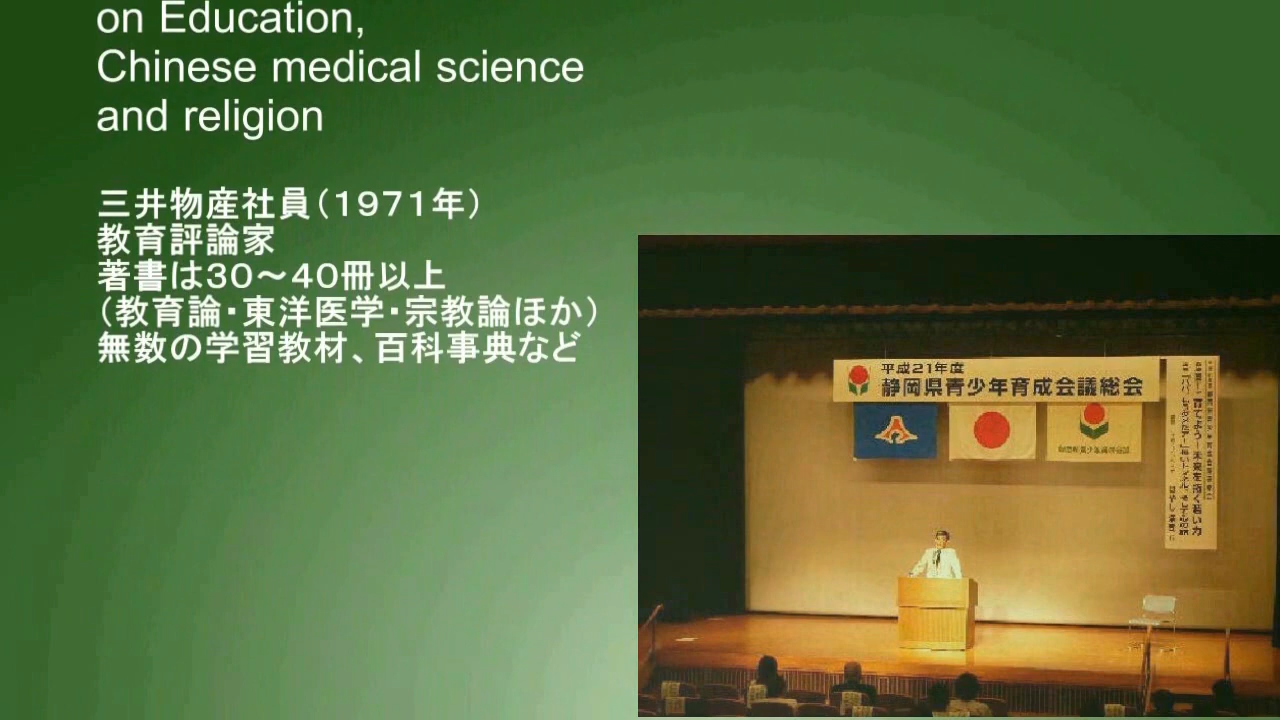 on Education,
Chinese medical science
and religion
三井物産社員（１９７１年）
教育評論家
著書は３０～４０冊以上
（教育論・東洋医学・宗教論ほか）
無数の学習教材、百科事典など
平成21年度
静岡県青少年育成会議総会